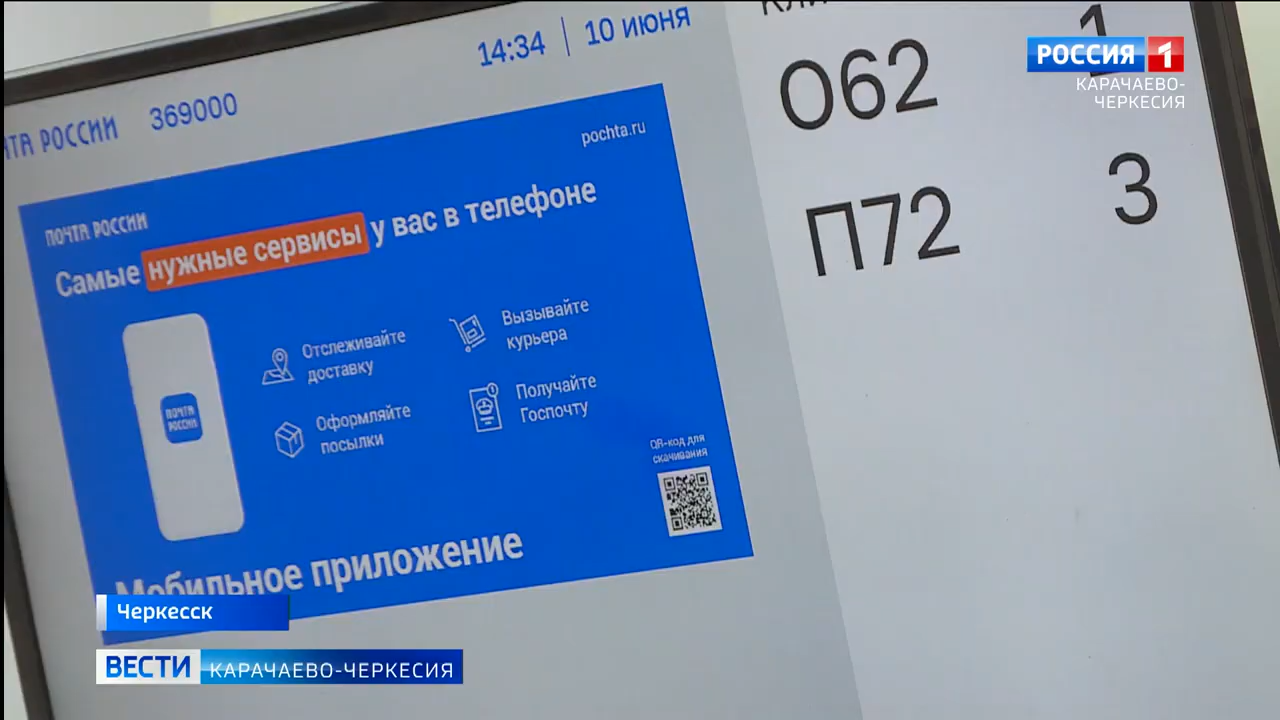 14:34 | 10 июня
ПОЧТА РОССИИ 369000
ПОЧТА РОССИИ
pochta.ru
Самые нужные сервисы у вас в телефоне
ПОЧТА
РОССИИ
Отслеживайте
доставку
Вызывайте
курьера
Оформляйте
посылки
Получайте
Госпочту
QR-код для
скачивания
Мобильное приложение
О62 1
П72 3
РОССИЯ 1
КАРАЧАЕВО-
ЧЕРКЕСИЯ
Черкесск
ВЕСТИ КАРАЧАЕВО-ЧЕРКЕСИЯ